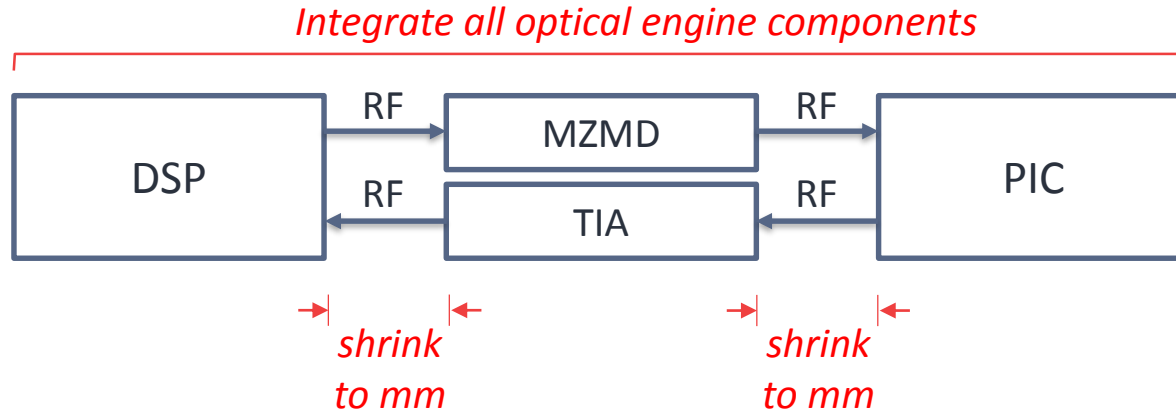 Integrate all optical engine components
RF
RF
MZMD
DSP
PIC
RF
RF
TIA
shrink
to mm
shrink
to mm